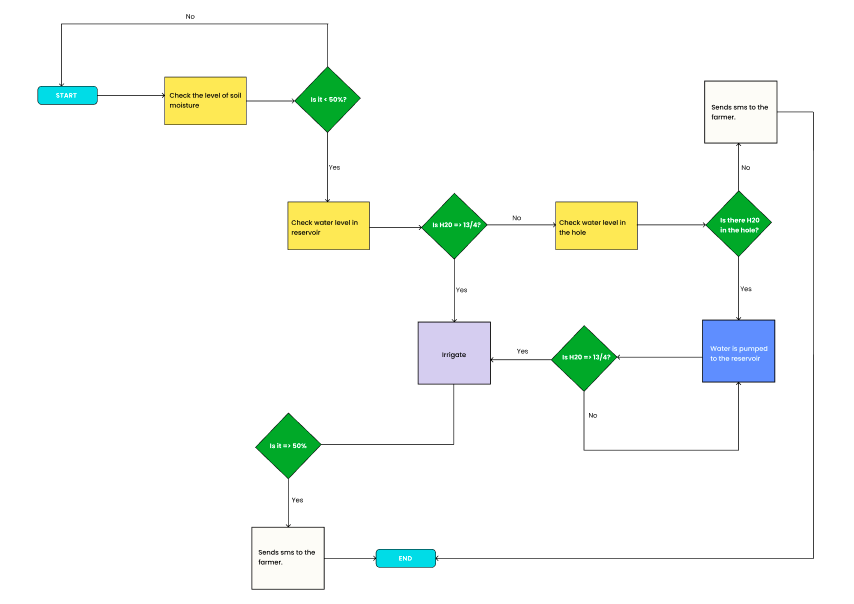 No
START
Check the level of soil
moisture
Is it < 50%?
Sends sms to the
farmer.
Yes
No
Check water level in
reservoir
Is H20 => 13/4?
No
Check water level in
the hole
Is there H20
in the hole?
Yes
Yes
Irrigate
Yes
Is H20 => 13/4?
Water is pumped
to the reservoir
No
Is it => 50%
Yes
Sends sms to the
farmer.
END